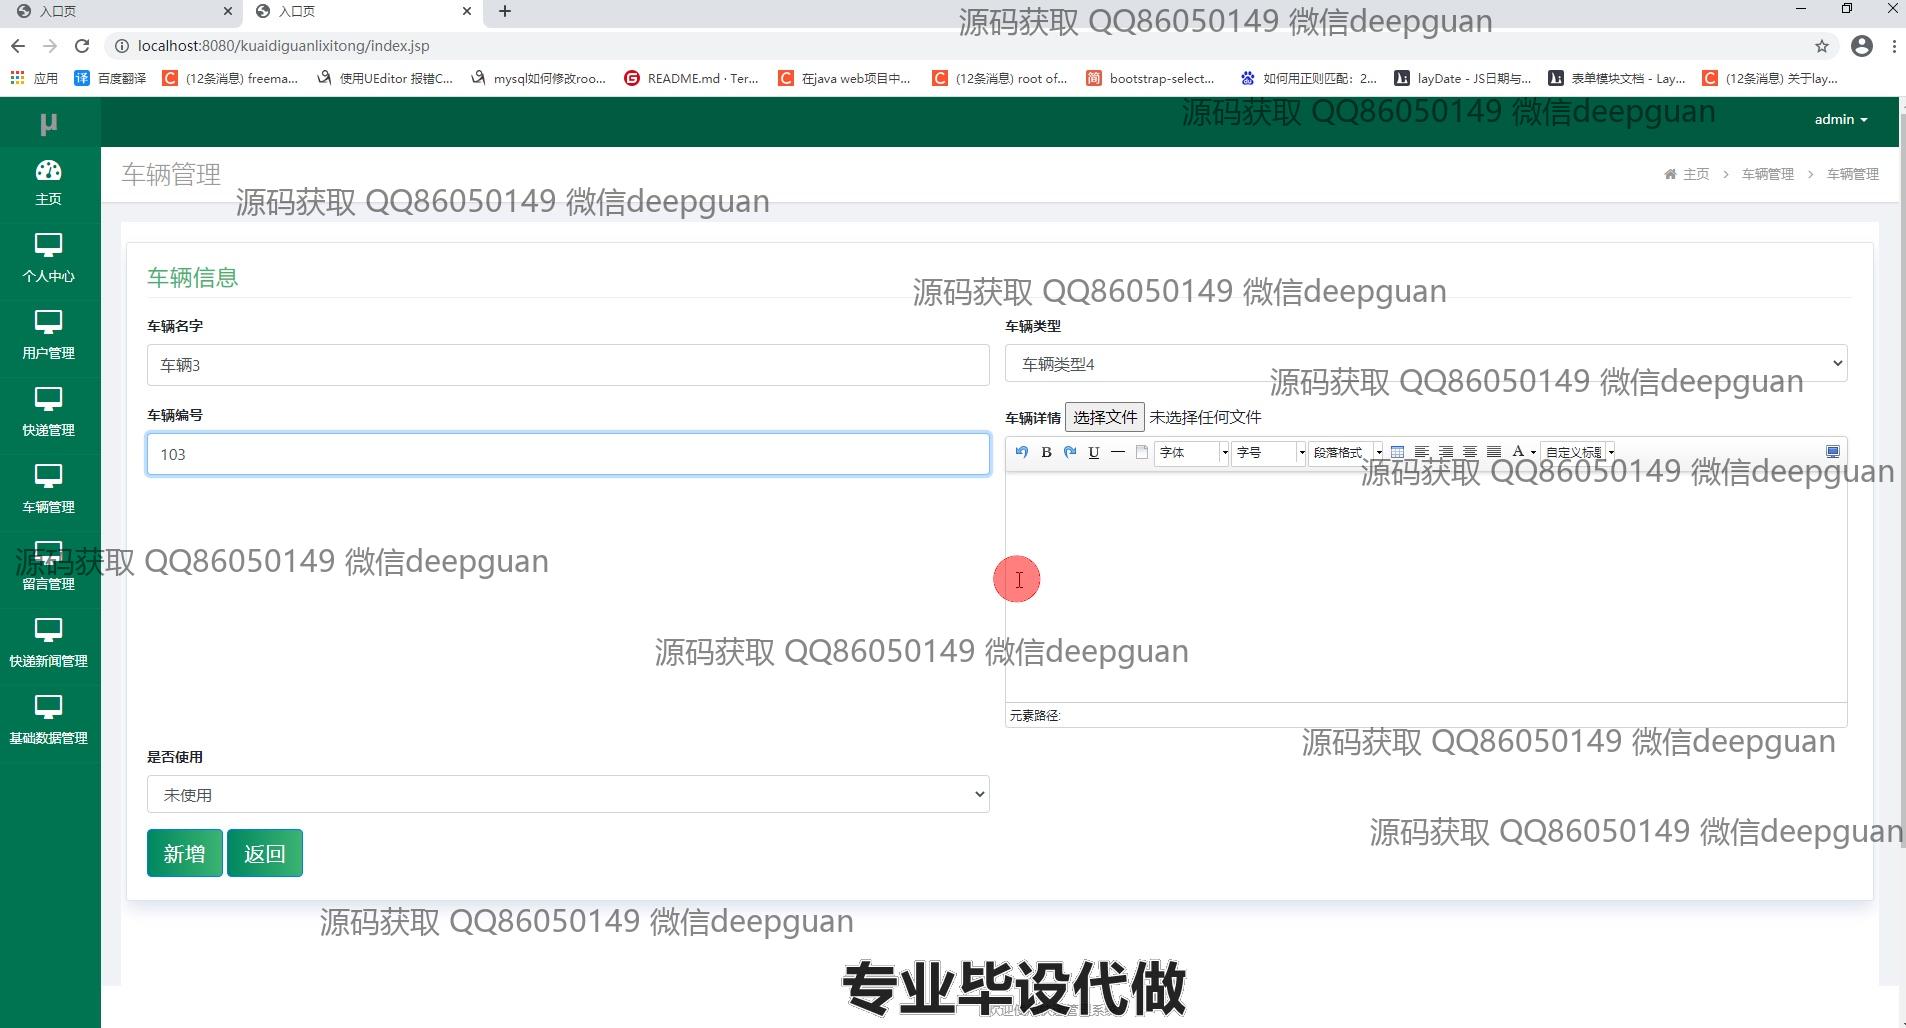 入口页
入口页
源码获取 QQ86050149 微信deepguan
localhost:8080/kuaidiguanlixitong/index.jsp
应用 百度翻译 (12条消息) freema... 使用UEditor 报错C... mysql如何修改roo... README.md · Ter... 在java web项目中... (12条消息) root of... bootstrap-select... 如何用正则匹配：2... layDate - JS日期与... 表单模块文档 - Lay... (12条消息) 关于lay...
源码获取 QQ86050149 微信deepguan
μ
admin
车辆管理
主页 > 车辆管理 > 车辆管理
源码获取 QQ86050149 微信deepguan
主页
个人中心
用户管理
快递管理
车辆管理
留言管理
快递新闻管理
基础数据管理
车辆信息
源码获取 QQ86050149 微信deepguan
车辆名字
车辆3
车辆类型
车辆类型4
源码获取 QQ86050149 微信deepguan
车辆编号
103
车辆详情 选择文件 未选择任何文件
B U 字体 字号 段落格式 A 自定义标题
源码获取 QQ86050149 微信deepguan
源码获取 QQ86050149 微信deepguan
源码获取 QQ86050149 微信deepguan
元素路径:
源码获取 QQ86050149 微信deepguan
是否使用
未使用
源码获取 QQ86050149 微信deepguan
新增 返回
源码获取 QQ86050149 微信deepguan
专业毕设代做